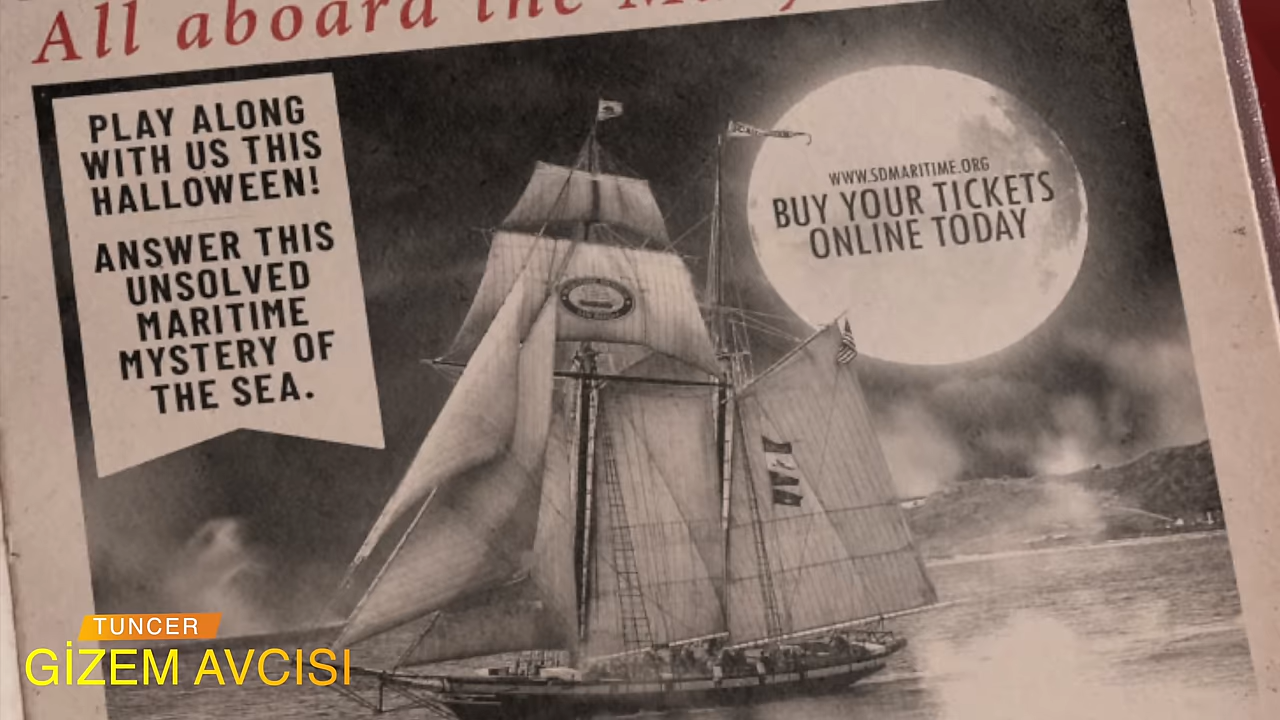 All aboard the
PLAY ALONG
WITH US THIS
HALLOWEEN!
ANSWER THIS
UNSOLVED
MARITIME
MYSTERY OF
THE SEA.
WWW.SDMARITIME.ORG
BUY YOUR TICKETS
ONLINE TODAY
TUNCER
GİZEM AVCISI